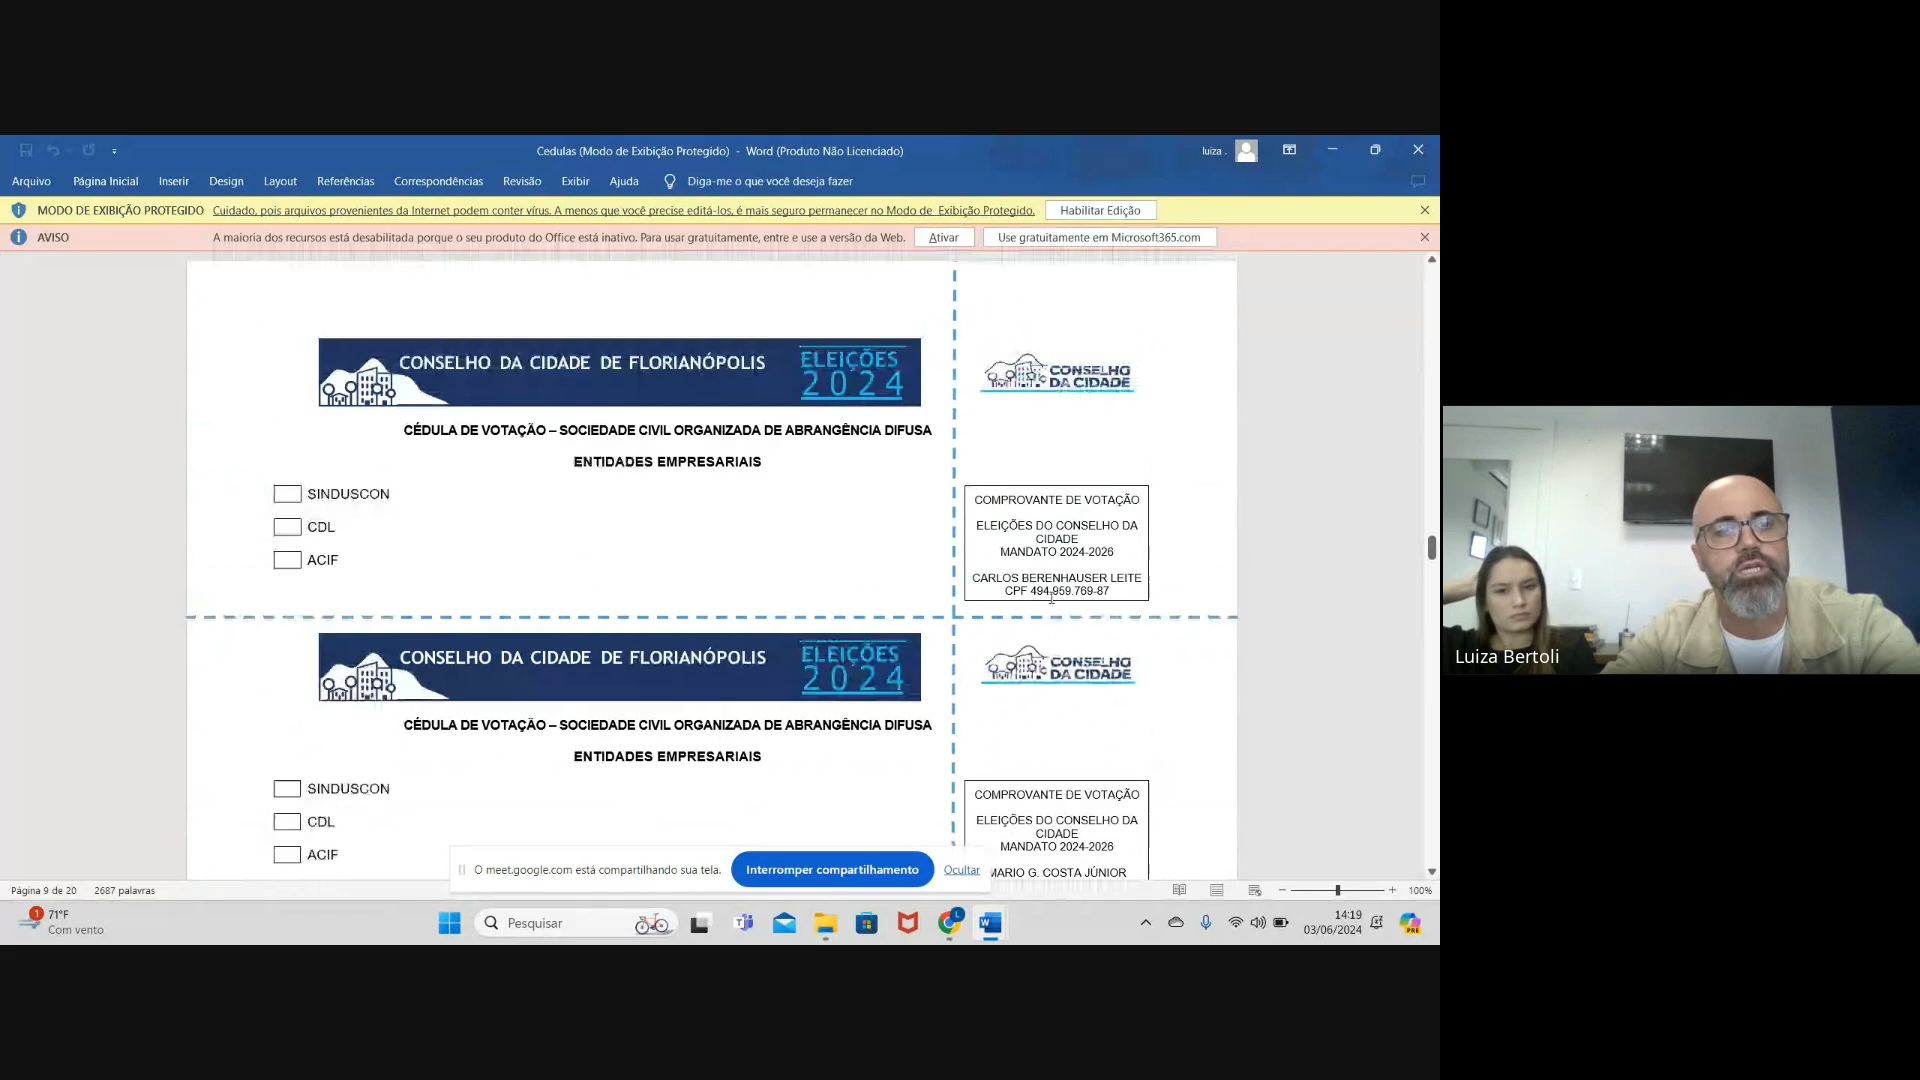 Cedulas (Modo de Exibição Protegido) - Word (Produto Não Licenciado)
luiza .
Arquivo Página Inicial Inserir Design Layout Referências Correspondências Revisão Exibir Ajuda Diga-me o que você deseja fazer
MODO DE EXIBIÇÃO PROTEGIDO Cuidado, pois arquivos provenientes da Internet podem conter vírus. A menos que você precise editá-los, é mais seguro permanecer no Modo de Exibição Protegido. Habilitar Edição
AVISO A maioria dos recursos está desabilitada porque o seu produto do Office está inativo. Para usar gratuitamente, entre e use a versão da Web. Ativar Use gratuitamente em Microsoft365.com
CONSELHO DA CIDADE DE FLORIANÓPOLIS
ELEIÇÕES
2024
CONSELHO
DA CIDADE
CÉDULA DE VOTAÇÃO – SOCIEDADE CIVIL ORGANIZADA DE ABRANGÊNCIA DIFUSA
ENTIDADES EMPRESARIAIS
SINDUSCON
CDL
ACIF
COMPROVANTE DE VOTAÇÃO
ELEIÇÕES DO CONSELHO DA
CIDADE
MANDATO 2024-2026
CARLOS BERENHAUSER LEITE
CPF 494.959.769-87
CONSELHO DA CIDADE DE FLORIANÓPOLIS
ELEIÇÕES
2024
CONSELHO
DA CIDADE
CÉDULA DE VOTAÇÃO – SOCIEDADE CIVIL ORGANIZADA DE ABRANGÊNCIA DIFUSA
ENTIDADES EMPRESARIAIS
SINDUSCON
CDL
ACIF
COMPROVANTE DE VOTAÇÃO
ELEIÇÕES DO CONSELHO DA
CIDADE
MANDATO 2024-2026
MARIO G. COSTA JÚNIOR
O meet.google.com está compartilhando sua tela. Interromper compartilhamento Ocultar
Página 9 de 20 2687 palavras
100%
1
71°F
Com vento
Pesquisar
L
14:19
03/06/2024
PRE
Luiza Bertoli